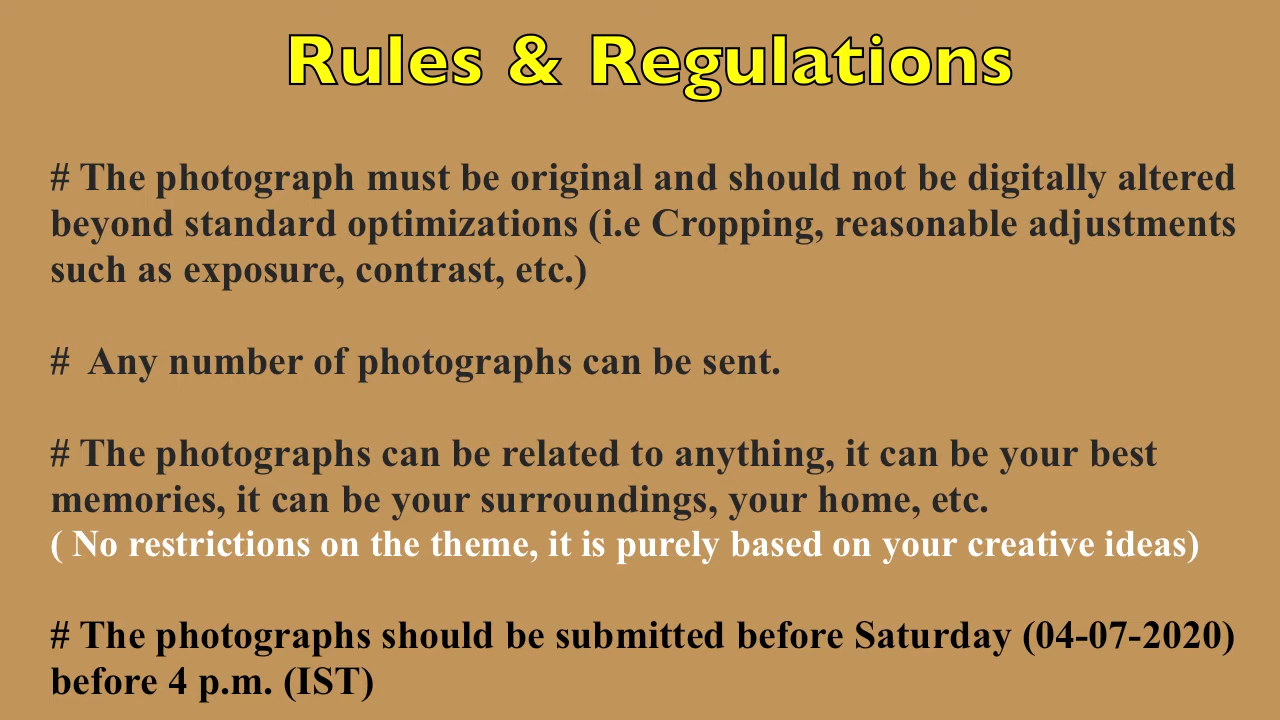 Rules & Regulations
# The photograph must be original and should not be digitally altered
beyond standard optimizations (i.e Cropping, reasonable adjustments
such as exposure, contrast, etc.)
#  Any number of photographs can be sent.
# The photographs can be related to anything, it can be your best
memories, it can be your surroundings, your home, etc.
( No restrictions on the theme, it is purely based on your creative ideas)
# The photographs should be submitted before Saturday (04-07-2020)
before 4 p.m. (IST)